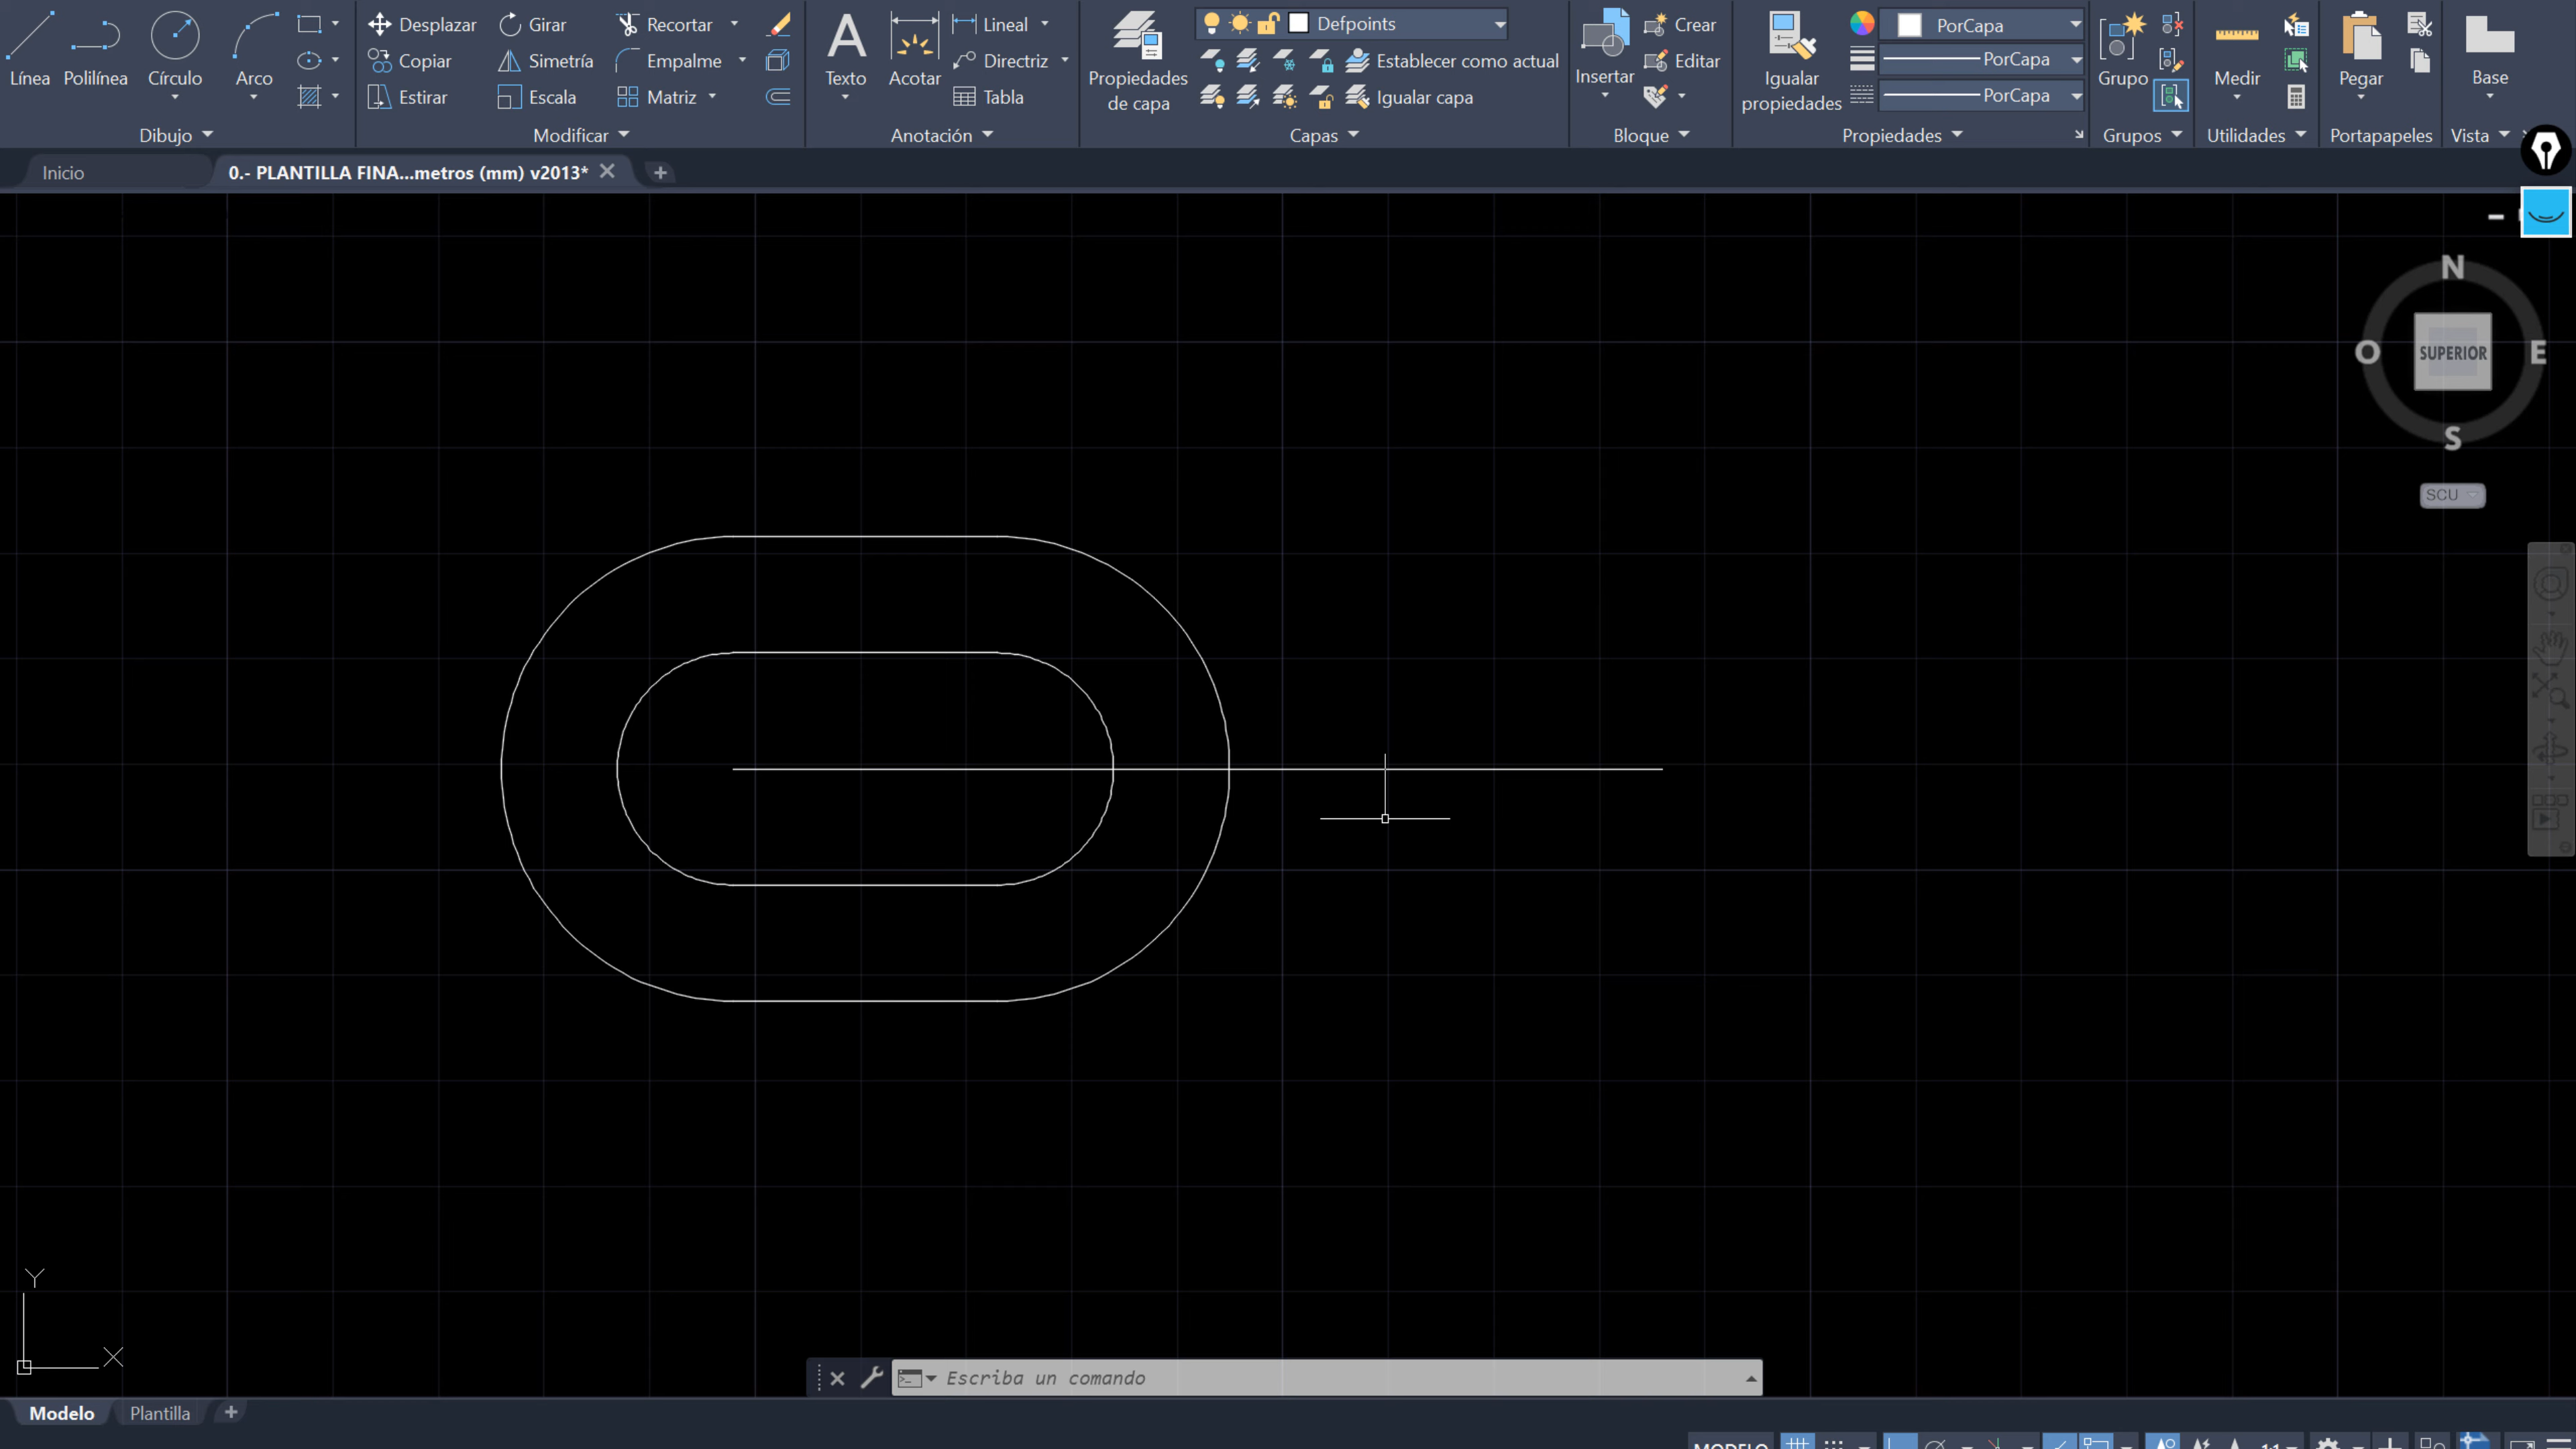 Línea Polilínea Círculo Arco
Dibujo
Desplazar Girar Recortar
Copiar Simetría Empalme
Estirar Escala Matriz
Modificar
Texto Acotar
Lineal
Directriz
Tabla
Anotación
Propiedades
de capa
Defpoints
Establecer como actual
Igualar capa
Capas
Insertar
Crear
Editar
Bloque
Igualar
propiedades
PorCapa
PorCapa
PorCapa
Propiedades
Grupo
Grupos
Medir
Utilidades
Pegar
Portapapeles
Base
Vista
Inicio
0.- PLANTILLA FINA...metros (mm) v2013*
N
O SUPERIOR E
S
SCU
Y
X
Escriba un comando
Modelo Plantilla
MODELO
1:1